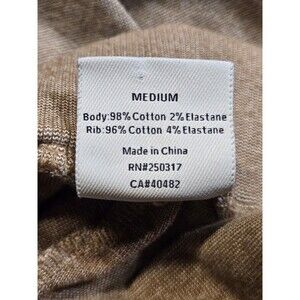 MEDIUM
Body:98% Cotton 2% Elastane
Rib:96% Cotton 4% Elastane
Made in China
RN#250317
CA#40482